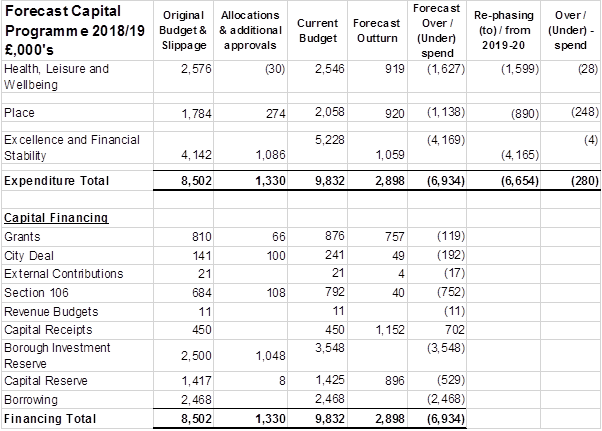 Forecast Capital Programme 2018/19 £,000's | Original Budget & Slippage | Allocations & additional approvals | Current Budget | Forecast Outturn | Forecast Over / (Under) spend | Re-phasing (to) / from 2019-20 | Over / (Under) - spend
Health, Leisure and Wellbeing 2,576 (30) 2,546 919 (1,627) (1,599) (28)
Place 1,784 274 2,058 920 (1,138) (890) (248)
Excellence and Financial Stability 4,142 1,086 5,228 1,059 (4,169) (4,165) (4)
Expenditure Total 8,502 1,330 9,832 2,898 (6,934) (6,654) (280)
Capital Financing
Grants 810 66 876 757 (119)
City Deal 141 100 241 49 (192)
External Contributions 21 21 4 (17)
Section 106 684 108 792 40 (752)
Revenue Budgets 11 11 (11)
Capital Receipts 450 450 1,152 702
Borough Investment Reserve 2,500 1,048 3,548 (3,548)
Capital Reserve 1,417 8 1,425 896 (529)
Borrowing 2,468 2,468 (2,468)
Financing Total 8,502 1,330 9,832 2,898 (6,934)